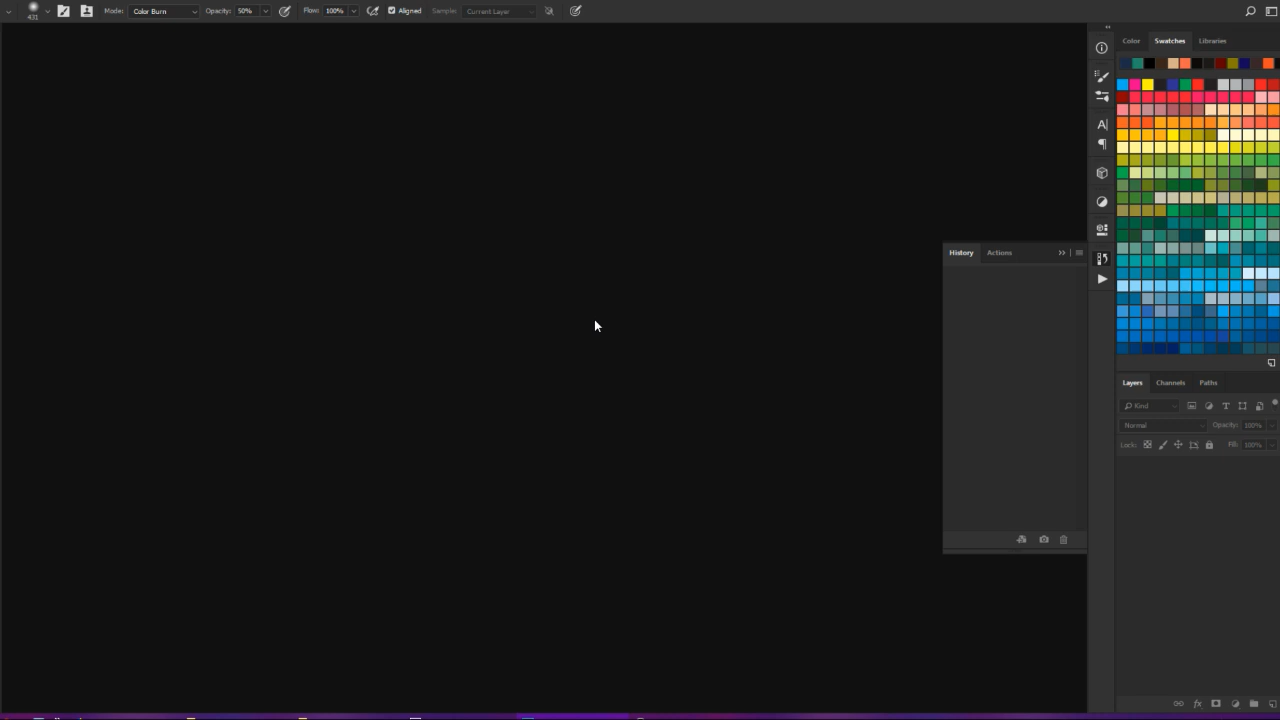 431 Mode: Color Burn Opacity: 50% Flow: 100% Aligned Sample: Current Layer
Color Swatches Libraries
History Actions
Layers Channels Paths
Kind
Normal Opacity: 100%
Lock: Fill: 100%